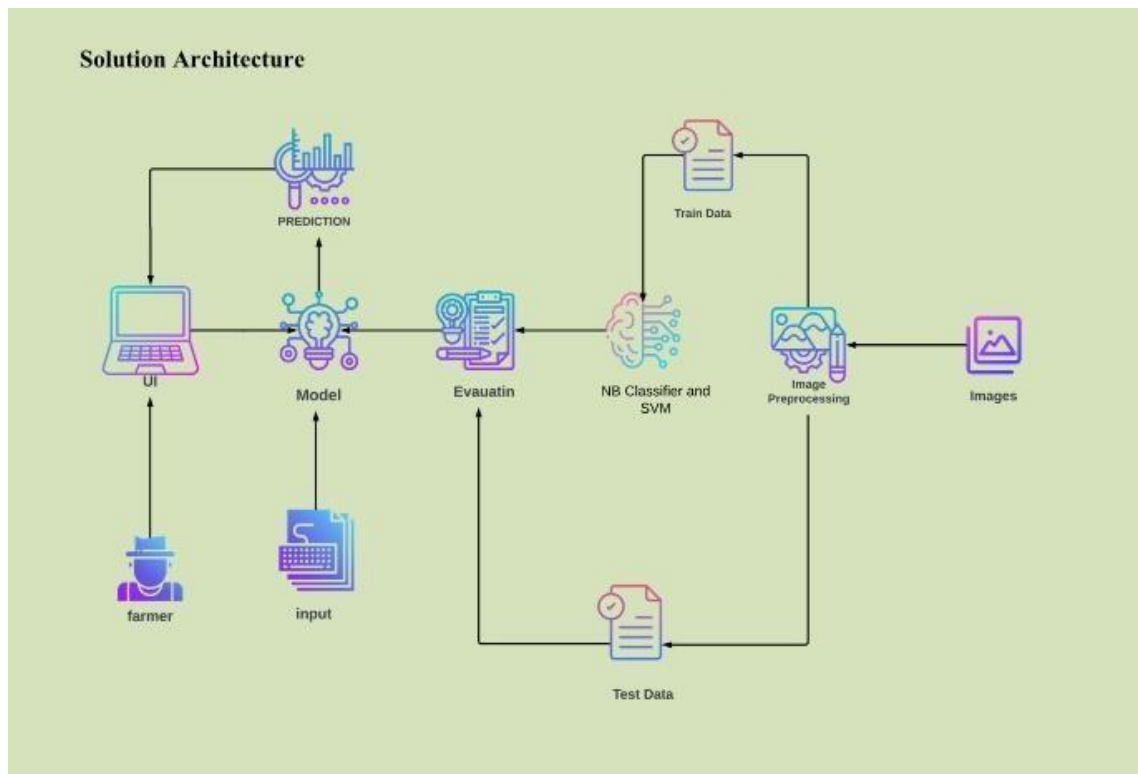 Solution Architecture
PREDICTION
Train Data
UI
Model
Evauatin
NB Classifier and
SVM
Image
Preprocessing
Images
farmer
input
Test Data